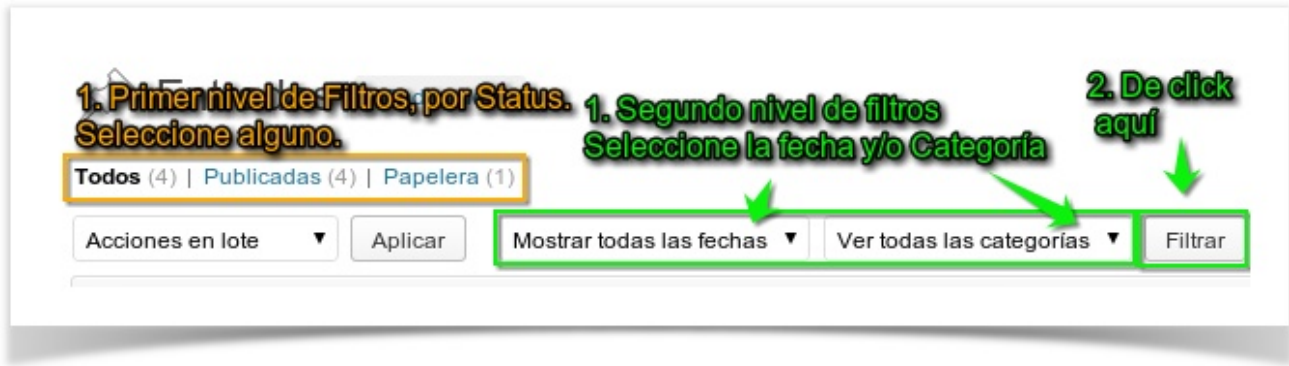 1. Primer nivel de Filtros, por Status.
Seleccione alguno.
1. Segundo nivel de filtros
Seleccione la fecha y/o Categoría
2. De click
aquí
Todos (4) | Publicadas (4) | Papelera (1)
Acciones en lote ▼ Aplicar Mostrar todas las fechas ▼ Ver todas las categorías ▼ Filtrar